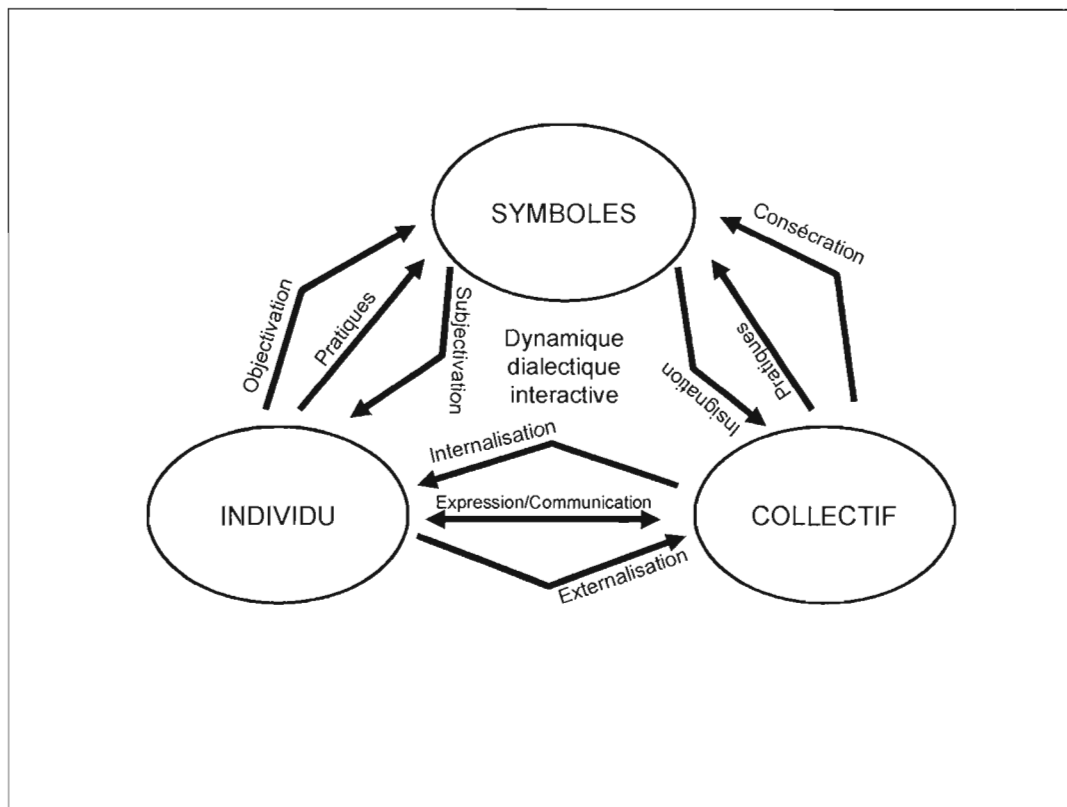 SYMBOLES
Consécration
Objectivation
Pratiques
Subjectivation
Dynamique
dialectique
interactive
Insignation
Pratiques
Internalisation
Expression/Communication
INDIVIDU
COLLECTIF
Externalisation